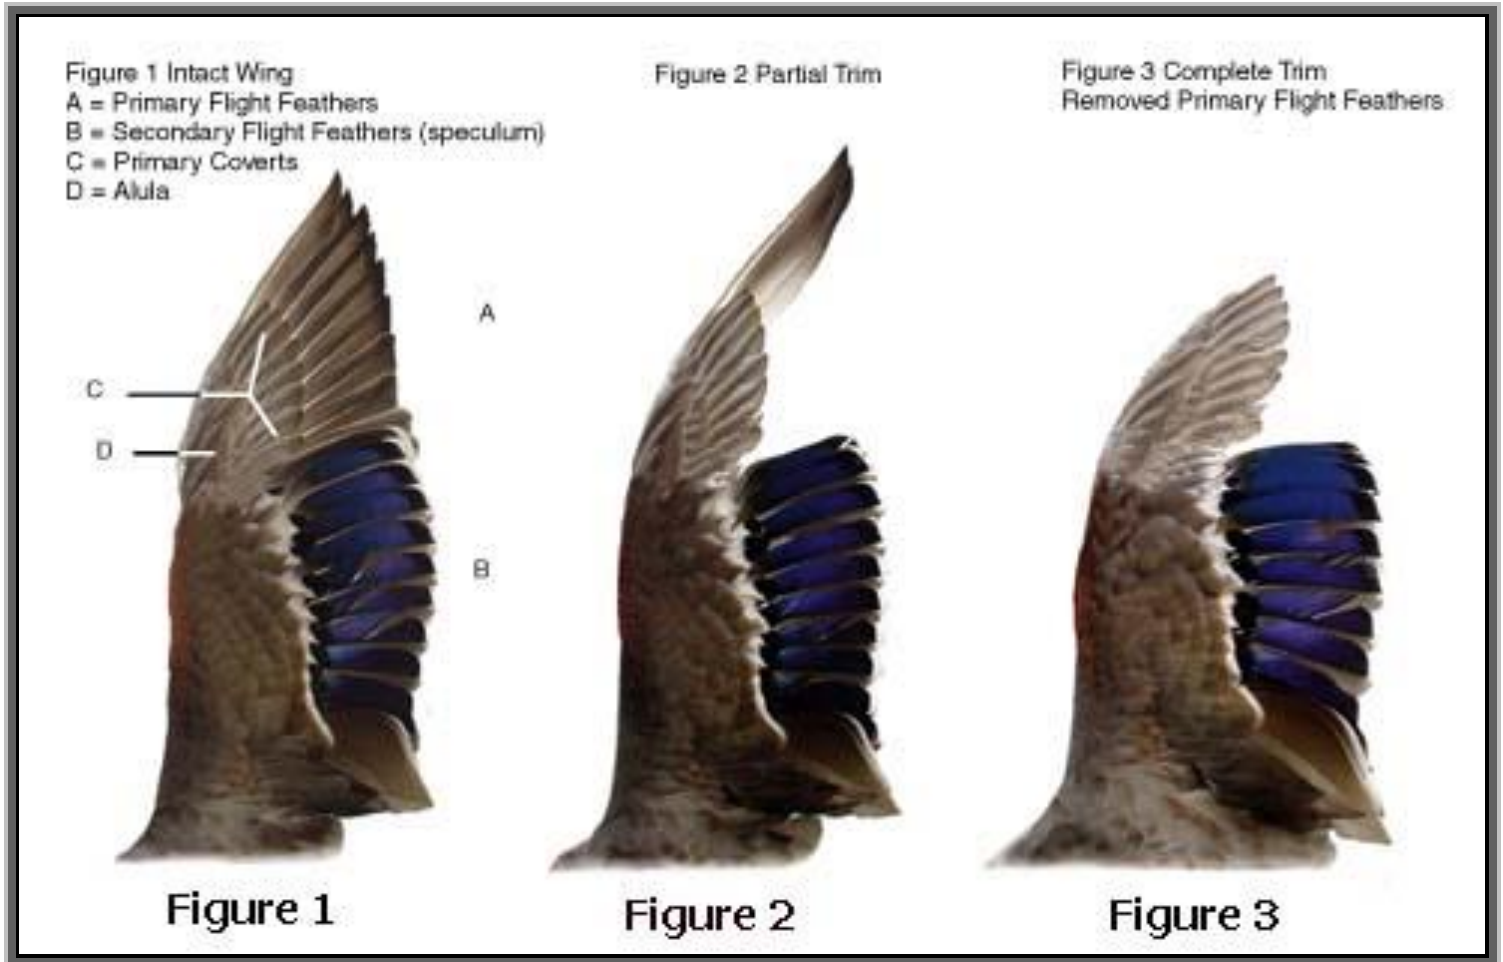 Figure 1 Intact Wing
A = Primary Flight Feathers
B = Secondary Flight Feathers (speculum)
C = Primary Coverts
D = Alula
Figure 2 Partial Trim
Figure 3 Complete Trim
Removed Primary Flight Feathers
A
C
D
B
Figure 1
Figure 2
Figure 3